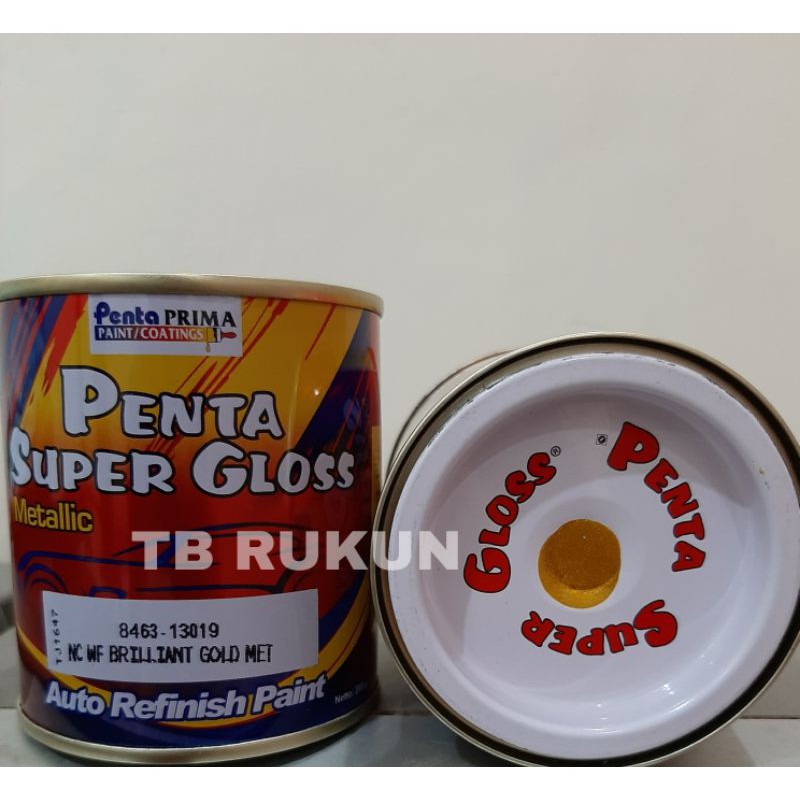 Penta PRIMA
PAINT/COATINGS
PENTA
SUPER GLOSS
Metallic
TB RUKUN
8463-13019
NC WF BRILLIANT GOLD MET
Auto Refinish Paint
Netto
PENTA
SUPER
GLOSS®